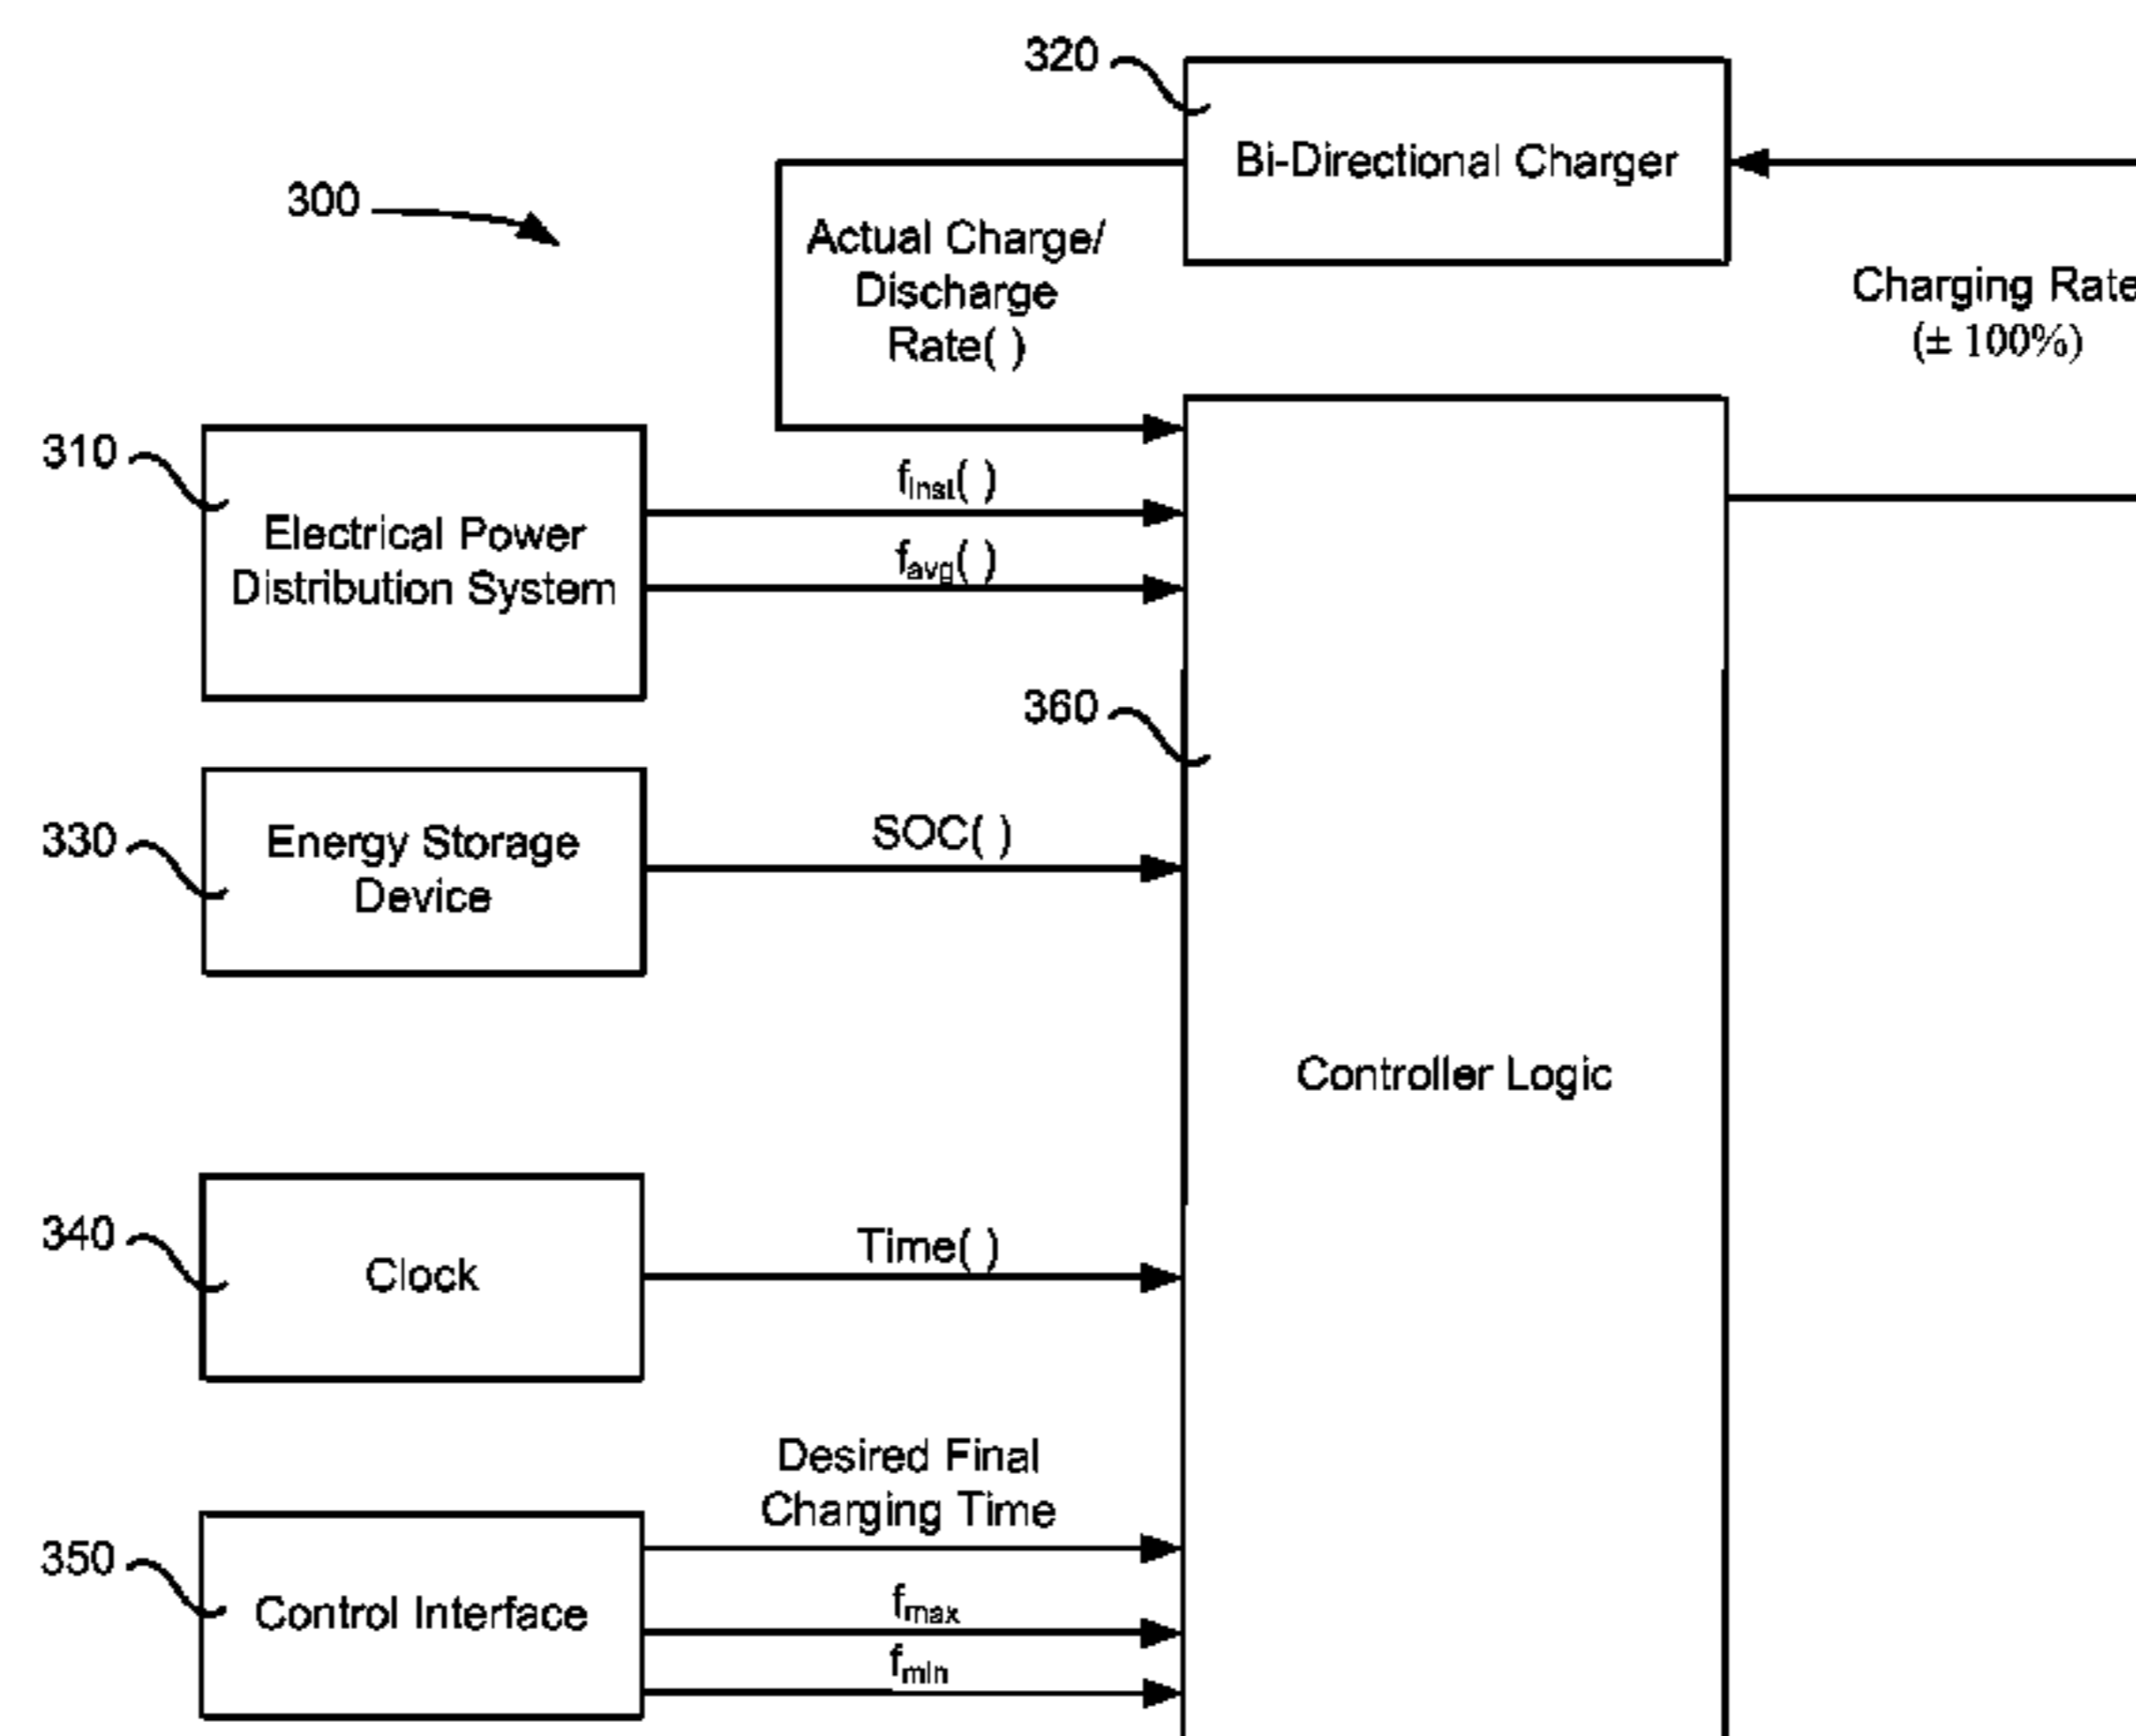 320
Bi-Directional Charger
300
Actual Charge/
Discharge
Rate( )
Charging Rate
(± 100%)
310
Electrical Power
Distribution System
finst( )
favg( )
360
330
Energy Storage
Device
SOC( )
Controller Logic
340
Clock
Time( )
Desired Final
Charging Time
350
Control Interface
fmax
fmin